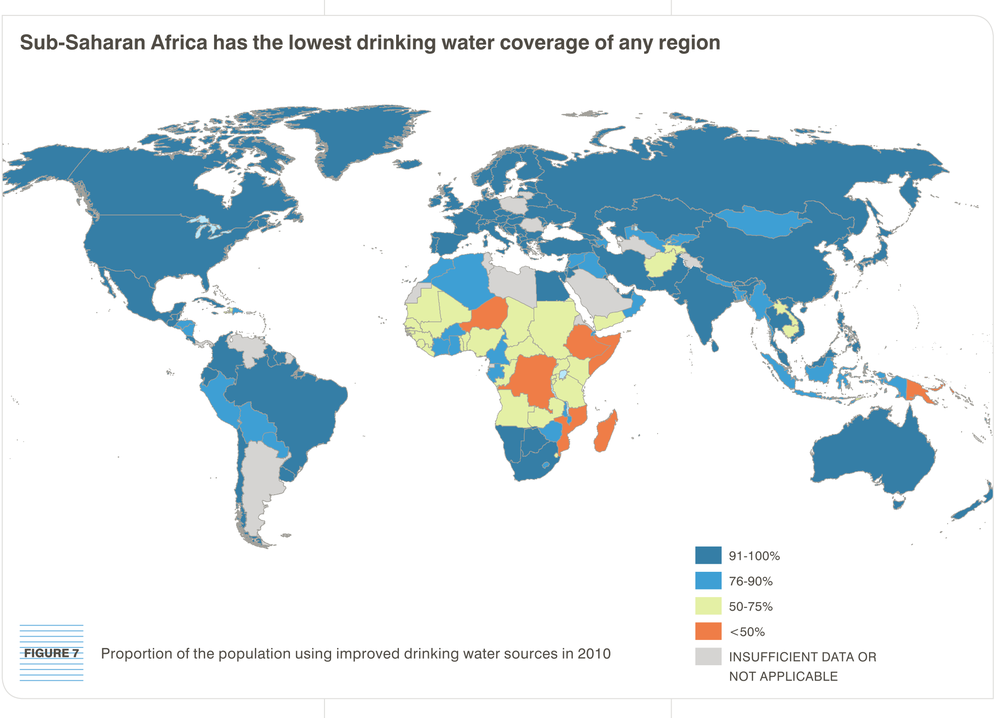 Sub-Saharan Africa has the lowest drinking water coverage of any region
91-100%
76-90%
50-75%
<50%
INSUFFICIENT DATA OR
NOT APPLICABLE
FIGURE 7
Proportion of the population using improved drinking water sources in 2010